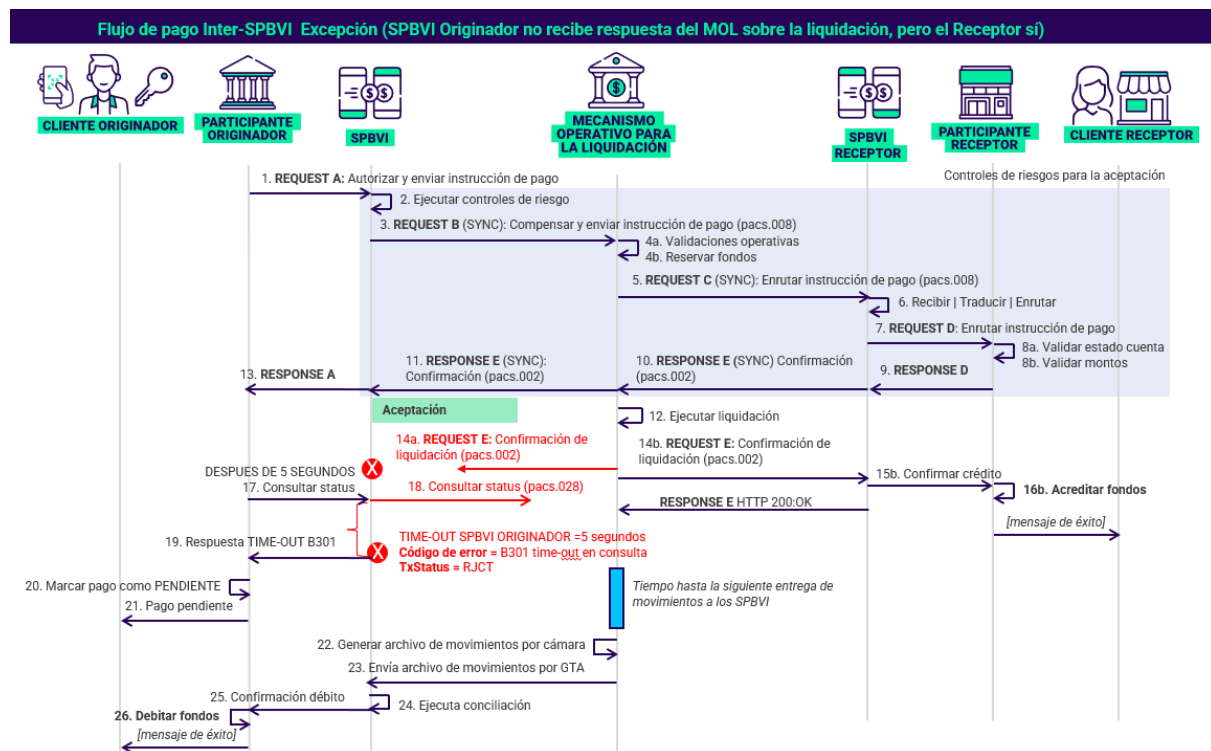 Flujo de pago Inter-SPBVI Excepción (SPBVI Originador no recibe respuesta del MOL sobre la liquidación, pero el Receptor sí)
CLIENTE ORIGINADOR
PARTICIPANTE
ORIGINADOR
SPBVI
MECANISMO
OPERATIVO PARA
LA LIQUIDACIÓN
SPBVI
RECEPTOR
PARTICIPANTE
RECEPTOR
CLIENTE RECEPTOR
Controles de riesgos para la aceptación
1. REQUEST A: Autorizar y enviar instrucción de pago
2. Ejecutar controles de riesgo
3. REQUEST B (SYNC): Compensar y enviar instrucción de pago (pacs.008)
4a. Validaciones operativas
4b. Reservar fondos
5. REQUEST C (SYNC): Enrutar instrucción de pago (pacs.008)
6. Recibir | Traducir | Enrutar
7. REQUEST D: Enrutar instrucción de pago
8a. Validar estado cuenta
8b. Validar montos
9. RESPONSE D
10. RESPONSE E (SYNC) Confirmación
(pacs.002)
11. RESPONSE E (SYNC):
Confirmación (pacs.002)
13. RESPONSE A
Aceptación
12. Ejecutar liquidación
14a. REQUEST E: Confirmación de
liquidación (pacs.002)
14b. REQUEST E: Confirmación de
liquidación (pacs.002)
15b. Confirmar crédito
16b. Acreditar fondos
DESPUES DE 5 SEGUNDOS
X
17. Consultar status
18. Consultar status (pacs.028)
RESPONSE E HTTP 200:OK
[mensaje de éxito]
19. Respuesta TIME-OUT B301
X
TIME-OUT SPBVI ORIGINADOR =5 segundos
Código de error = B301 time-out en consulta
TxStatus = RJCT
20. Marcar pago como PENDIENTE
21. Pago pendiente
Tiempo hasta la siguiente entrega de
movimientos a los SPBVI
22. Generar archivo de movimientos por cámara
23. Envía archivo de movimientos por GTA
24. Ejecuta conciliación
25. Confirmación débito
26. Debitar fondos
[mensaje de éxito]